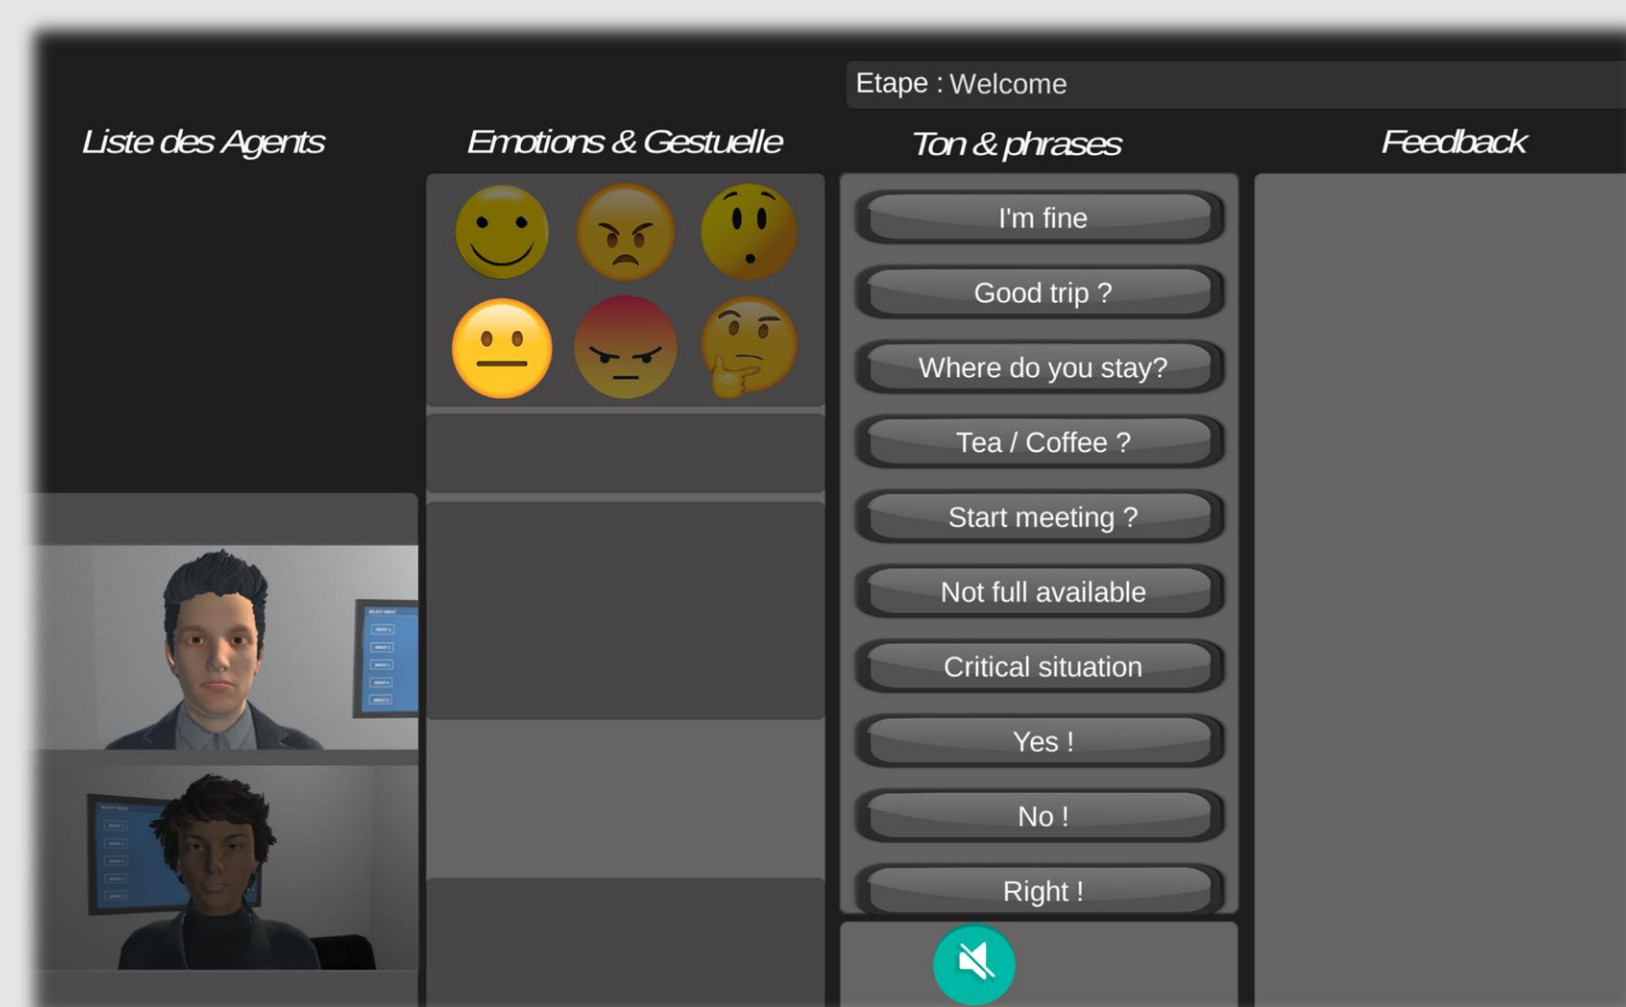 Etape : Welcome
Liste des Agents
Emotions & Gestuelle
Ton & phrases
Feedback
I'm fine
Good trip ?
Where do you stay?
Tea / Coffee ?
Start meeting ?
Not full available
Critical situation
Yes !
No !
Right !